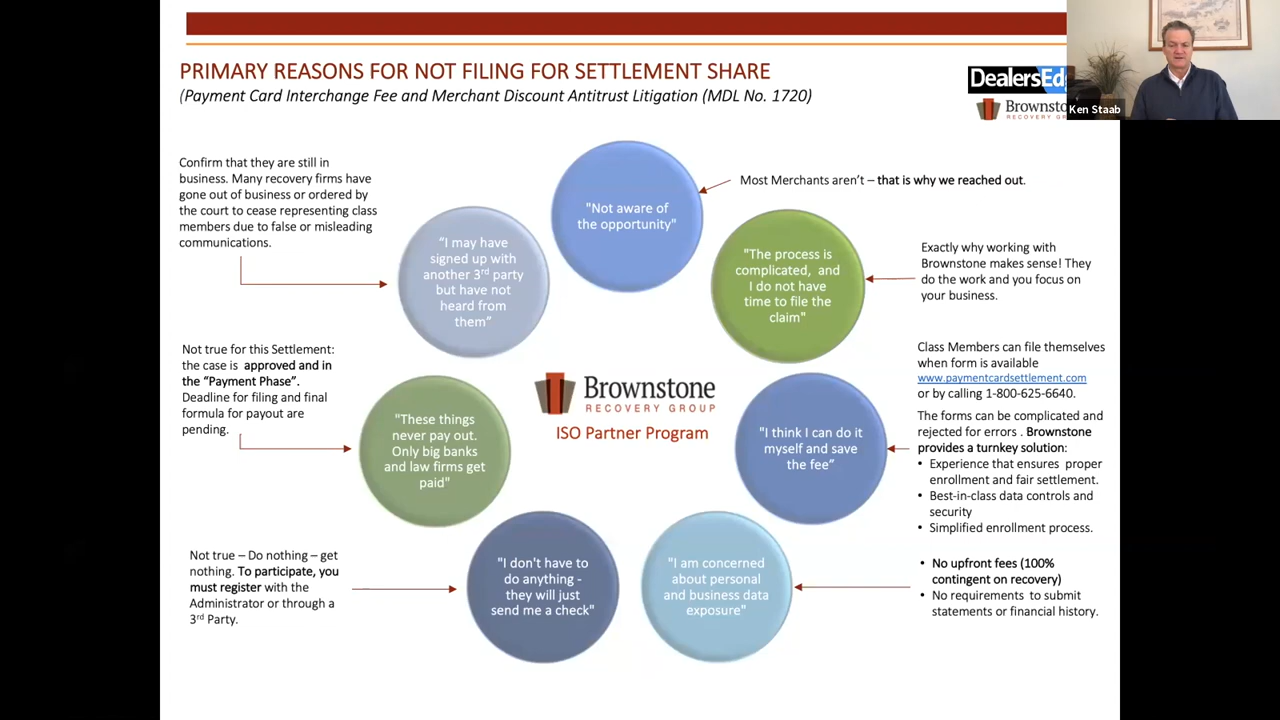 PRIMARY REASONS FOR NOT FILING FOR SETTLEMENT SHARE
(Payment Card Interchange Fee and Merchant Discount Antitrust Litigation (MDL No. 1720)
Ken Staab
Confirm that they are still in
business. Many recovery firms have
gone out of business or ordered by
the court to cease representing class
members due to false or misleading
communications.
"Not aware of
the opportunity"
Most Merchants aren't – that is why we reached out.
"I may have
signed up with
another 3rd party
but have not
heard from
them"
"The process is
complicated, and
I do not have
time to file the
claim"
Exactly why working with
Brownstone makes sense! They
do the work and you focus on
your business.
Not true for this Settlement:
the case is approved and in
the "Payment Phase".
Deadline for filing and final
formula for payout are
pending.
"These things
never pay out.
Only big banks
and law firms get
paid"
Brownstone
RECOVERY GROUP
ISO Partner Program
"I think I can do it
myself and save
the fee"
Class Members can file themselves
when form is available
www.paymentcardsettlement.com
or by calling 1-800-625-6640.
The forms can be complicated and
rejected for errors . Brownstone
provides a turnkey solution:
• Experience that ensures proper
enrollment and fair settlement.
• Best-in-class data controls and
security
• Simplified enrollment process.
Not true – Do nothing – get
nothing. To participate, you
must register with the
Administrator or through a
3rd Party.
"I don't have to
do anything -
they will just
send me a check"
"I am concerned
about personal
and business data
exposure"
• No upfront fees (100%
contingent on recovery)
• No requirements to submit
statements or financial history.